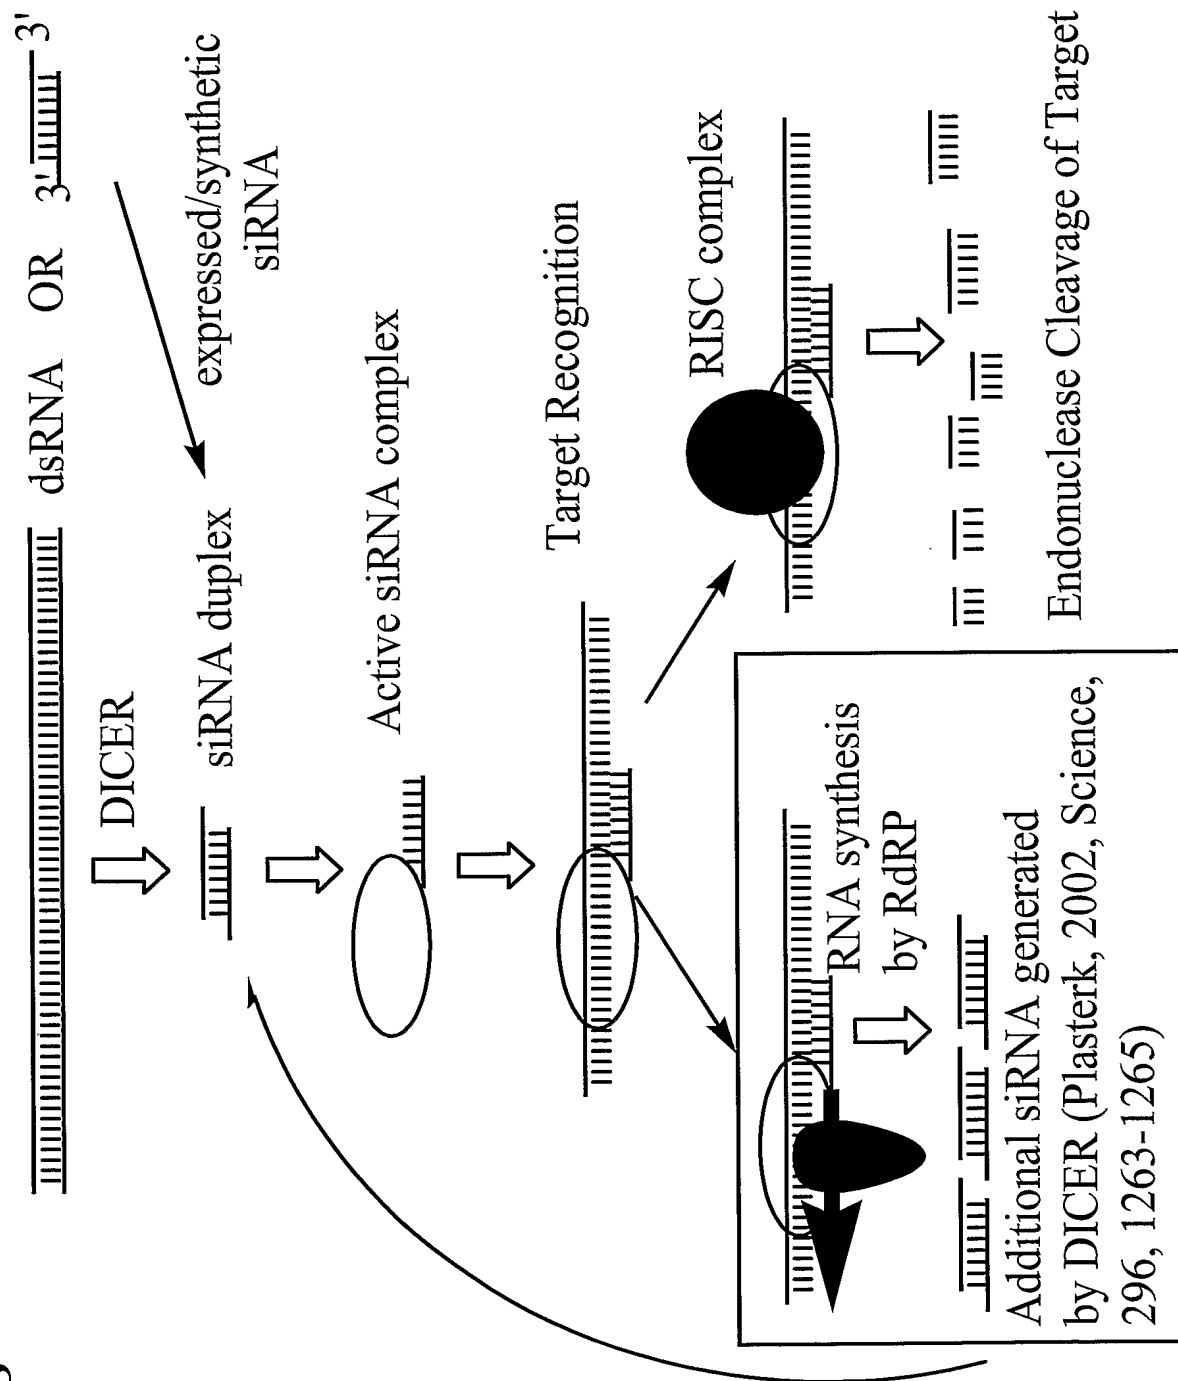 dsRNA OR 3' 3'
DICER
siRNA duplex
expressed/synthetic
siRNA
Active siRNA complex
Target Recognition
RISC complex
RNA synthesis
by RdRP
Additional siRNA generated
by DICER (Plasterk, 2002, Science,
296, 1263-1265)
Endonuclease Cleavage of Target